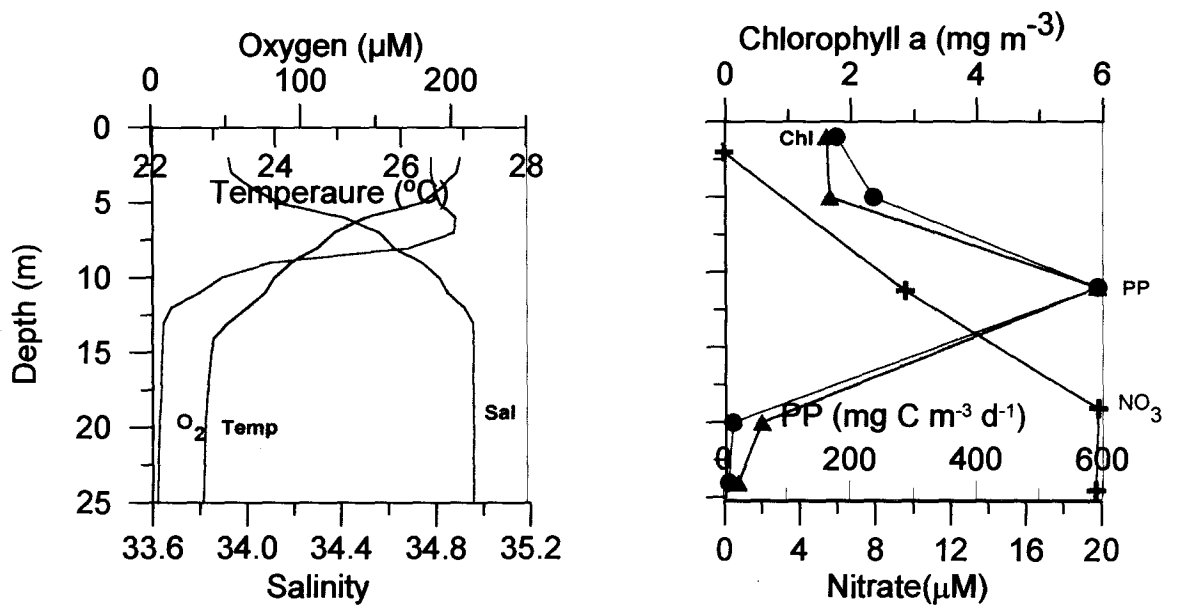 Oxygen (µM)
0 100 200
0
22 24 26 28
Temperaure (ºC)
5
10
15
20
25
Depth (m)
O2 Temp Sal
33.6 34.0 34.4 34.8 35.2
Salinity
Chlorophyll a (mg m-3)
0 2 4 6
Chl
PP
NO3
PP (mg C m-3 d-1)
0 200 400 600
0 4 8 12 16 20
Nitrate(µM)